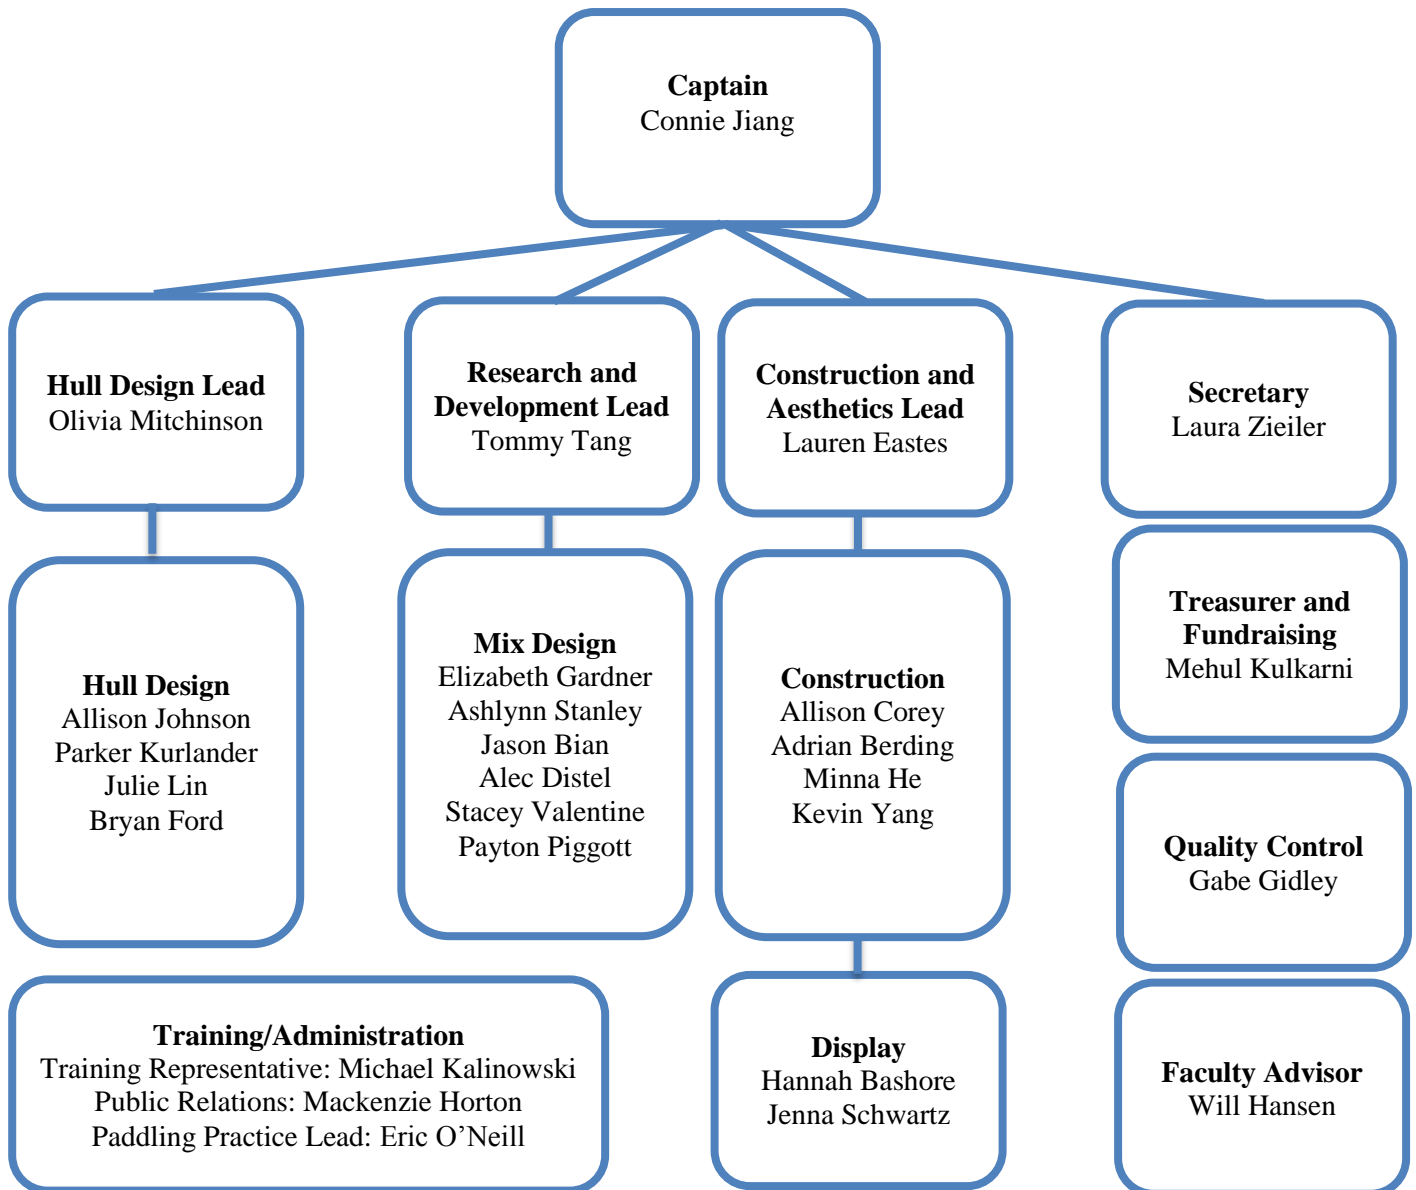 Captain
Connie Jiang
Hull Design Lead
Olivia Mitchinson
Research and
Development Lead
Tommy Tang
Construction and
Aesthetics Lead
Lauren Eastes
Secretary
Laura Zieiler
Hull Design
Allison Johnson
Parker Kurlander
Julie Lin
Bryan Ford
Mix Design
Elizabeth Gardner
Ashlynn Stanley
Jason Bian
Alec Distel
Stacey Valentine
Payton Piggott
Construction
Allison Corey
Adrian Berding
Minna He
Kevin Yang
Treasurer and
Fundraising
Mehul Kulkarni
Quality Control
Gabe Gidley
Training/Administration
Training Representative: Michael Kalinowski
Public Relations: Mackenzie Horton
Paddling Practice Lead: Eric O’Neill
Display
Hannah Bashore
Jenna Schwartz
Faculty Advisor
Will Hansen